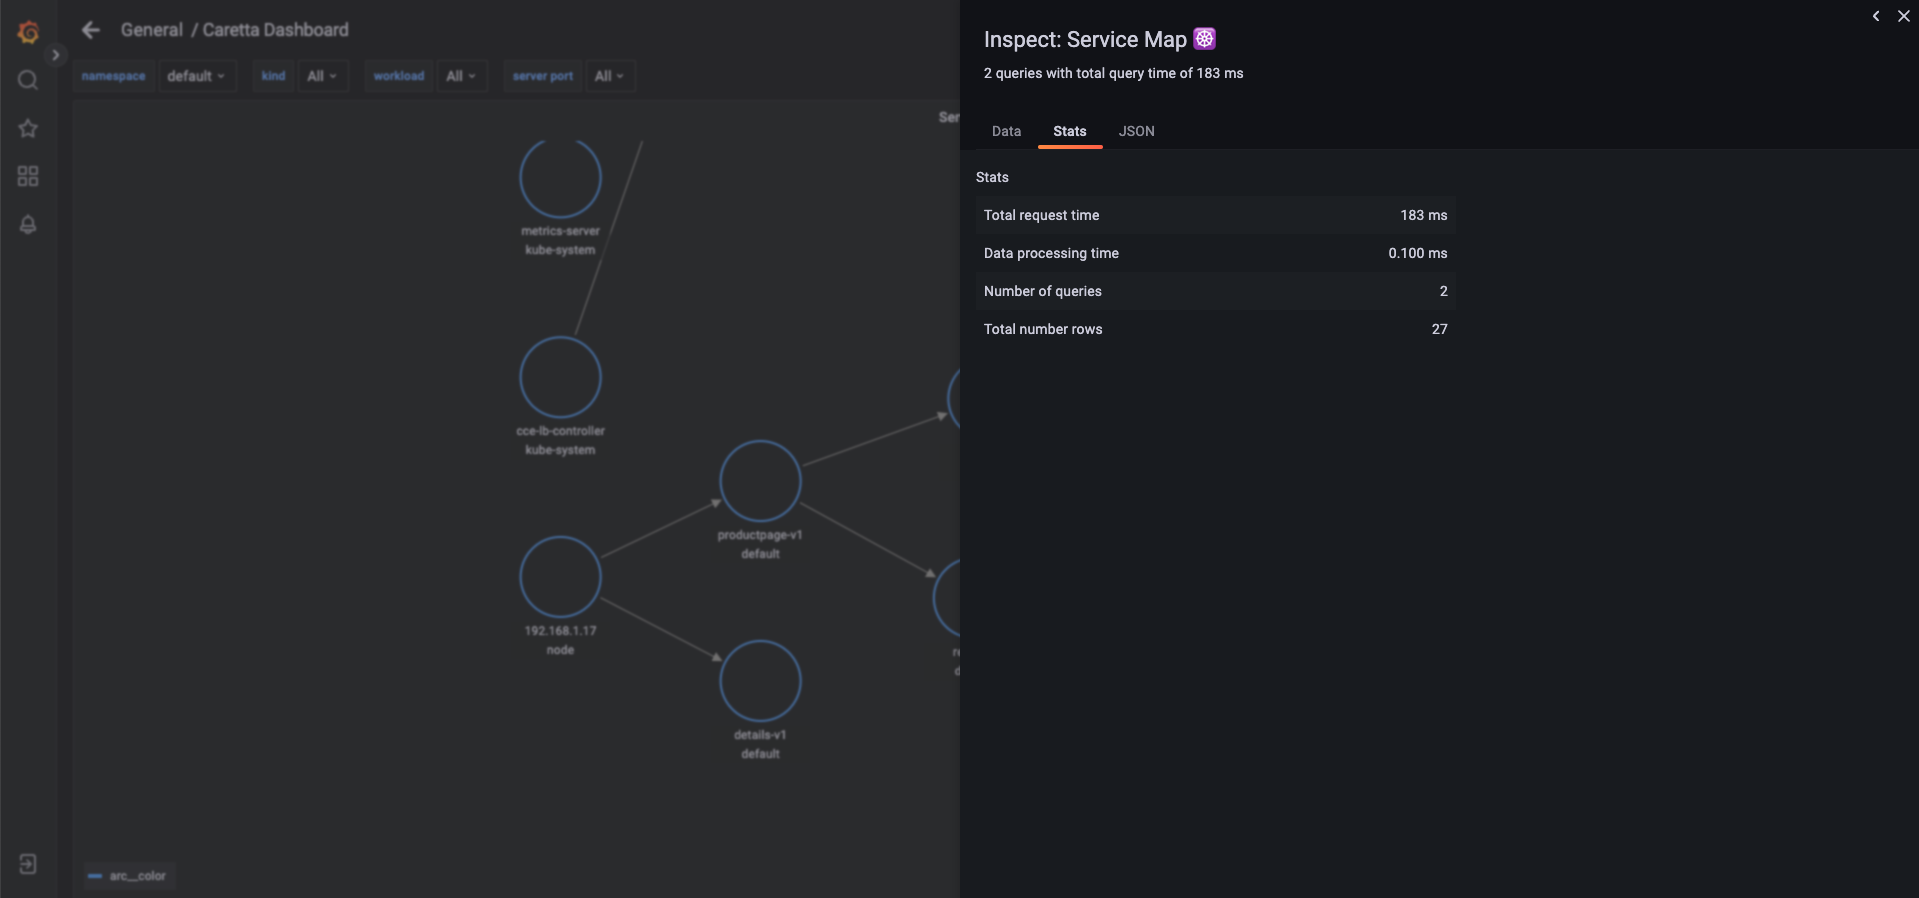 General / Caretta Dashboard
namespace default kind All workload All server port All
Ser
metrics-server
kube-system
cce-lb-controller
kube-system
productpage-v1
default
192.168.1.17
node
re
d
details-v1
default
arc__color
Inspect: Service Map
2 queries with total query time of 183 ms
Data Stats JSON
Stats
Total request time 183 ms
Data processing time 0.100 ms
Number of queries 2
Total number rows 27